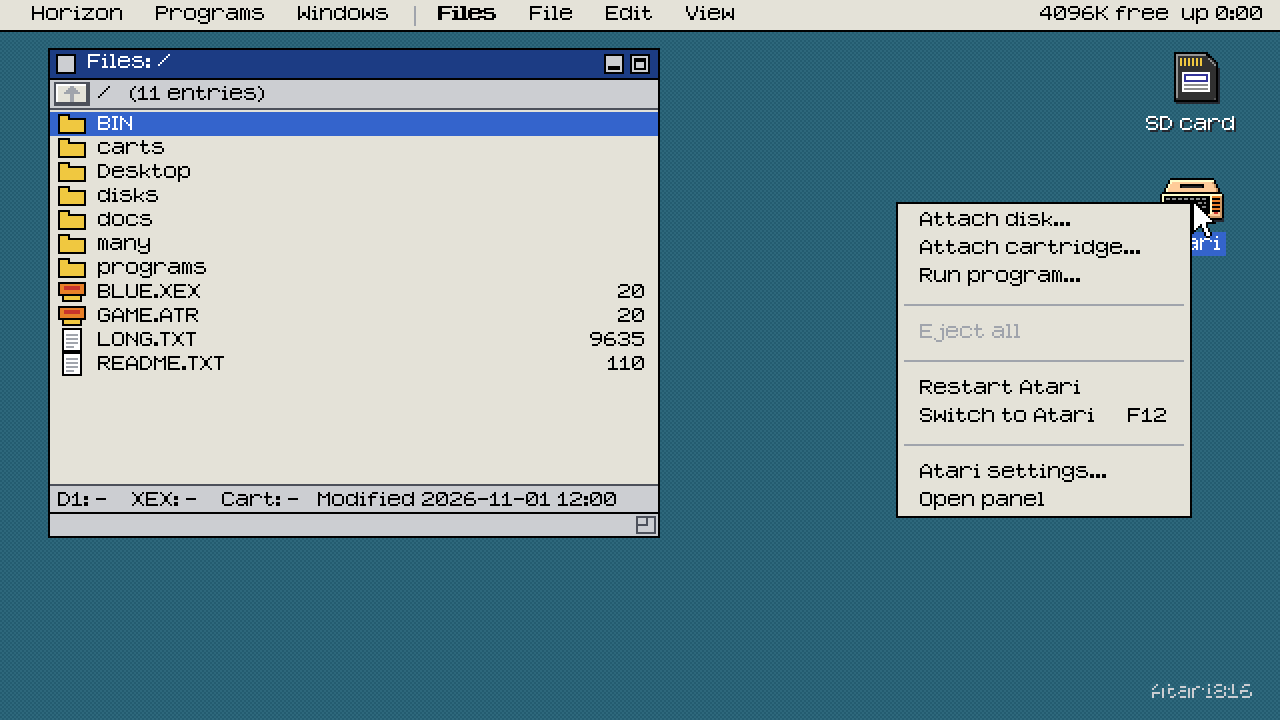 Horizon Programs Windows | Files File Edit View 4096K free up 0:00
Files: /
/ (11 entries)
BIN
carts
Desktop
disks
docs
many
programs
BLUE.XEX 20
GAME.ATR 20
LONG.TXT 9635
README.TXT 110
D1: - XEX: - Cart: - Modified 2026-11-01 12:00
SD card
ari
Attach disk...
Attach cartridge...
Run program...
Eject all
Restart Atari
Switch to Atari F12
Atari settings...
Open panel
Atari816